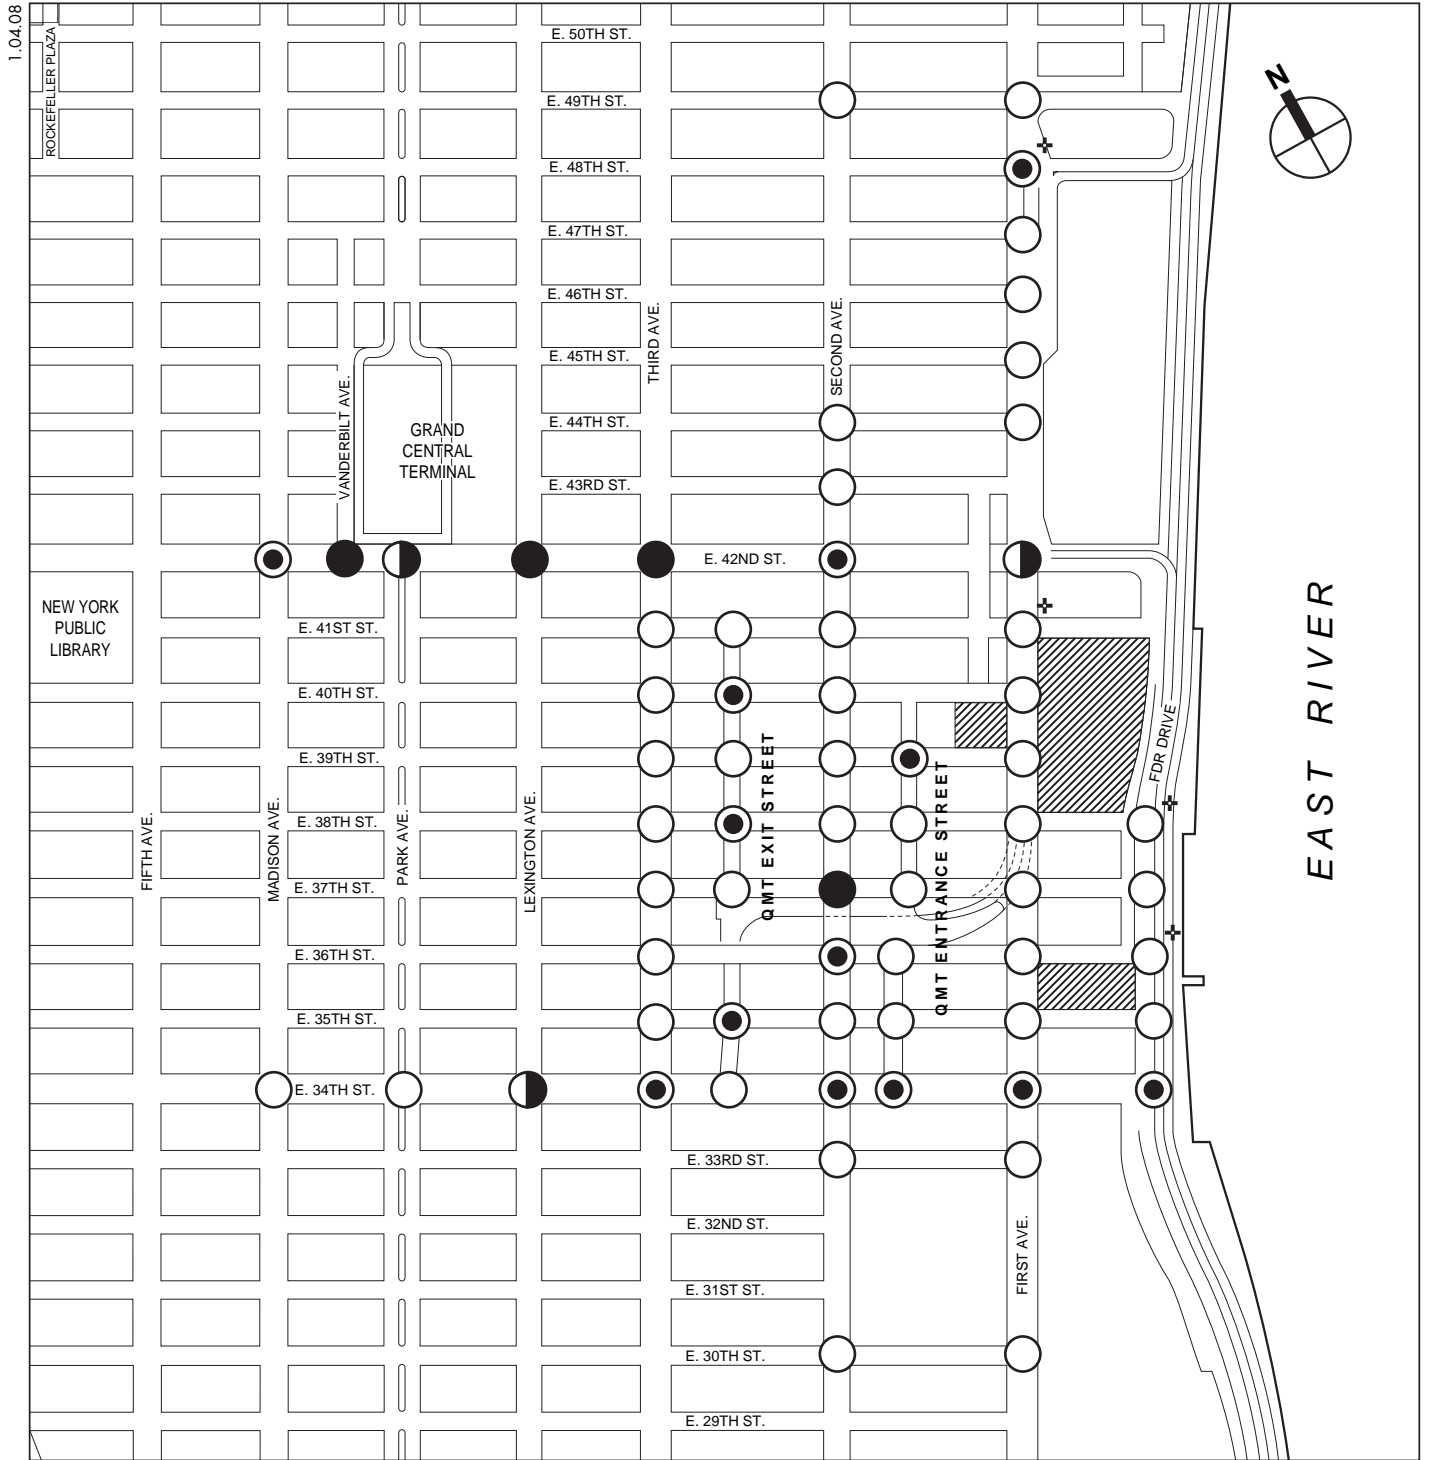 1.04.08
ROCKEFELLER PLAZA
E. 50TH ST.
E. 49TH ST.
N
E. 48TH ST.
E. 47TH ST.
E. 46TH ST.
THIRD AVE.
SECOND AVE.
E. 45TH ST.
VANDERBILT AVE.
GRAND
CENTRAL
TERMINAL
E. 44TH ST.
E. 43RD ST.
E. 42ND ST.
NEW YORK
PUBLIC
LIBRARY
E. 41ST ST.
E. 40TH ST.
E. 39TH ST.
E. 38TH ST.
E. 37TH ST.
FIFTH AVE.
MADISON AVE.
PARK AVE.
LEXINGTON AVE.
QMT EXIT STREET
QMT ENTRANCE STREET
FDR DRIVE
EAST RIVER
E. 36TH ST.
E. 35TH ST.
E. 34TH ST.
E. 33RD ST.
E. 32ND ST.
FIRST AVE.
E. 31ST ST.
E. 30TH ST.
E. 29TH ST.